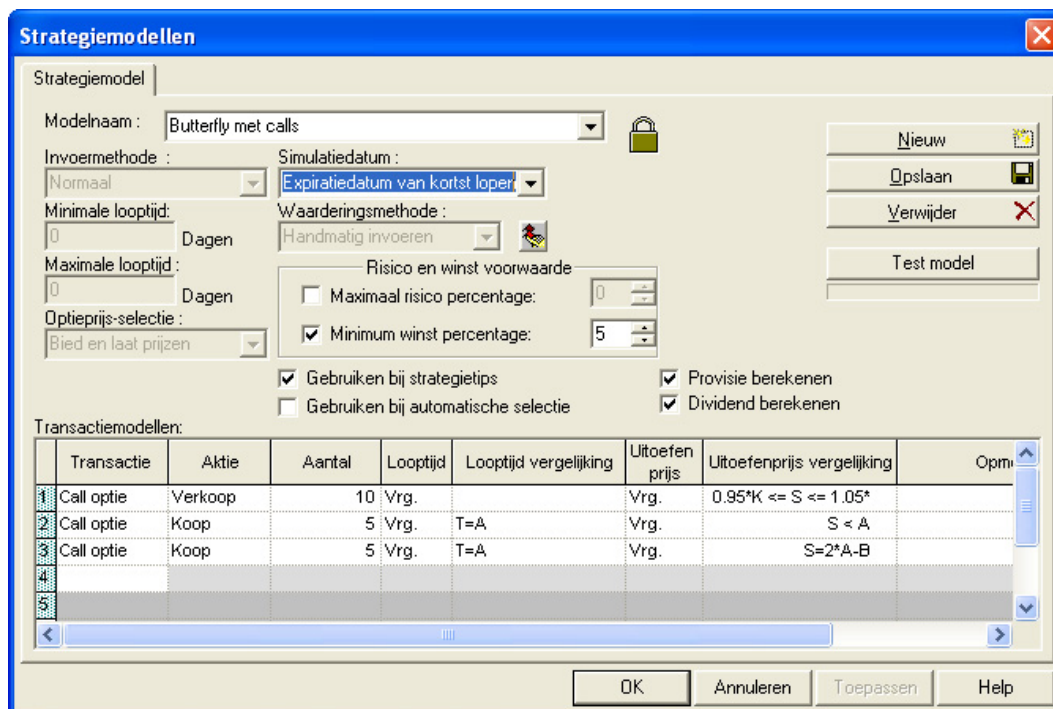 Strategiemodellen
Strategiemodel
Modelnaam :
Butterfly met calls
Nieuw
Invoermethode :
Simulatiedatum :
Normaal
Expiratiedatum van kortst loper
Opslaan
Minimale looptijd:
Waarderingsmethode :
Verwijder
0
Dagen
Handmatig invoeren
Maximale looptijd :
Risico en winst voorwaarde
Test model
0
Dagen
Maximaal risico percentage:
0
Optieprijs-selectie :
Bied en laat prijzen
Minimum winst percentage:
5
Gebruiken bij strategietips
Provisie berekenen
Gebruiken bij automatische selectie
Dividend berekenen
Transactiemodellen:
Transactie Aktie Aantal Looptijd Looptijd vergelijking Uitoefen prijs Uitoefenprijs vergelijking Opm
1 Call optie Verkoop 10 Vrg. Vrg. 0.95*K <= S <= 1.05*
2 Call optie Koop 5 Vrg. T=A Vrg. S < A
3 Call optie Koop 5 Vrg. T=A Vrg. S=2*A-B
4
5
OK Annuleren Toepassen Help